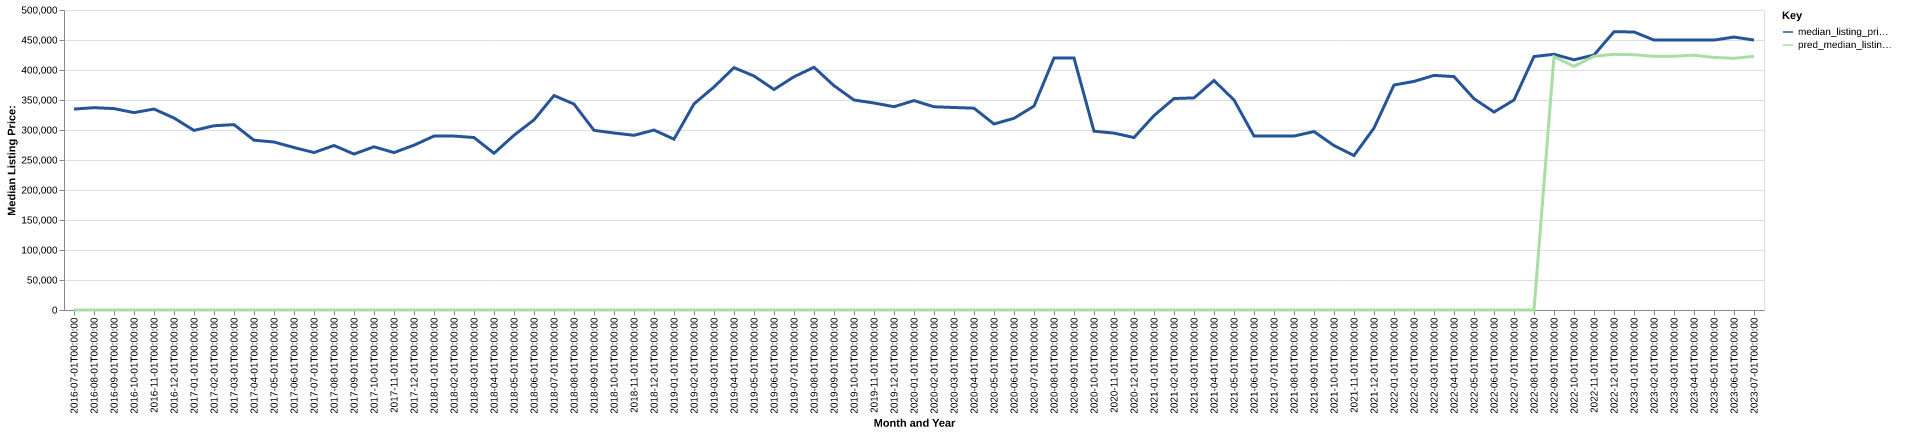 500,000
450,000
400,000
350,000
300,000
250,000
200,000
150,000
100,000
50,000
0
Median Listing Price:
2016-07-01T00:00:00
2016-08-01T00:00:00
2016-09-01T00:00:00
2016-10-01T00:00:00
2016-11-01T00:00:00
2016-12-01T00:00:00
2017-01-01T00:00:00
2017-02-01T00:00:00
2017-03-01T00:00:00
2017-04-01T00:00:00
2017-05-01T00:00:00
2017-06-01T00:00:00
2017-07-01T00:00:00
2017-08-01T00:00:00
2017-09-01T00:00:00
2017-10-01T00:00:00
2017-11-01T00:00:00
2017-12-01T00:00:00
2018-01-01T00:00:00
2018-02-01T00:00:00
2018-03-01T00:00:00
2018-04-01T00:00:00
2018-05-01T00:00:00
2018-06-01T00:00:00
2018-07-01T00:00:00
2018-08-01T00:00:00
2018-09-01T00:00:00
2018-10-01T00:00:00
2018-11-01T00:00:00
2018-12-01T00:00:00
2019-01-01T00:00:00
2019-02-01T00:00:00
2019-03-01T00:00:00
2019-04-01T00:00:00
2019-05-01T00:00:00
2019-06-01T00:00:00
2019-07-01T00:00:00
2019-08-01T00:00:00
2019-09-01T00:00:00
2019-10-01T00:00:00
2019-11-01T00:00:00
2019-12-01T00:00:00
2020-01-01T00:00:00
2020-02-01T00:00:00
2020-03-01T00:00:00
2020-04-01T00:00:00
2020-05-01T00:00:00
2020-06-01T00:00:00
2020-07-01T00:00:00
2020-08-01T00:00:00
2020-09-01T00:00:00
2020-10-01T00:00:00
2020-11-01T00:00:00
2020-12-01T00:00:00
2021-01-01T00:00:00
2021-02-01T00:00:00
2021-03-01T00:00:00
2021-04-01T00:00:00
2021-05-01T00:00:00
2021-06-01T00:00:00
2021-07-01T00:00:00
2021-08-01T00:00:00
2021-09-01T00:00:00
2021-10-01T00:00:00
2021-11-01T00:00:00
2021-12-01T00:00:00
2022-01-01T00:00:00
2022-02-01T00:00:00
2022-03-01T00:00:00
2022-04-01T00:00:00
2022-05-01T00:00:00
2022-06-01T00:00:00
2022-07-01T00:00:00
2022-08-01T00:00:00
2022-09-01T00:00:00
2022-10-01T00:00:00
2022-11-01T00:00:00
2022-12-01T00:00:00
2023-01-01T00:00:00
2023-02-01T00:00:00
2023-03-01T00:00:00
2023-04-01T00:00:00
2023-05-01T00:00:00
2023-06-01T00:00:00
2023-07-01T00:00:00
Month and Year
Key
median_listing_pri…
pred_median_listin…